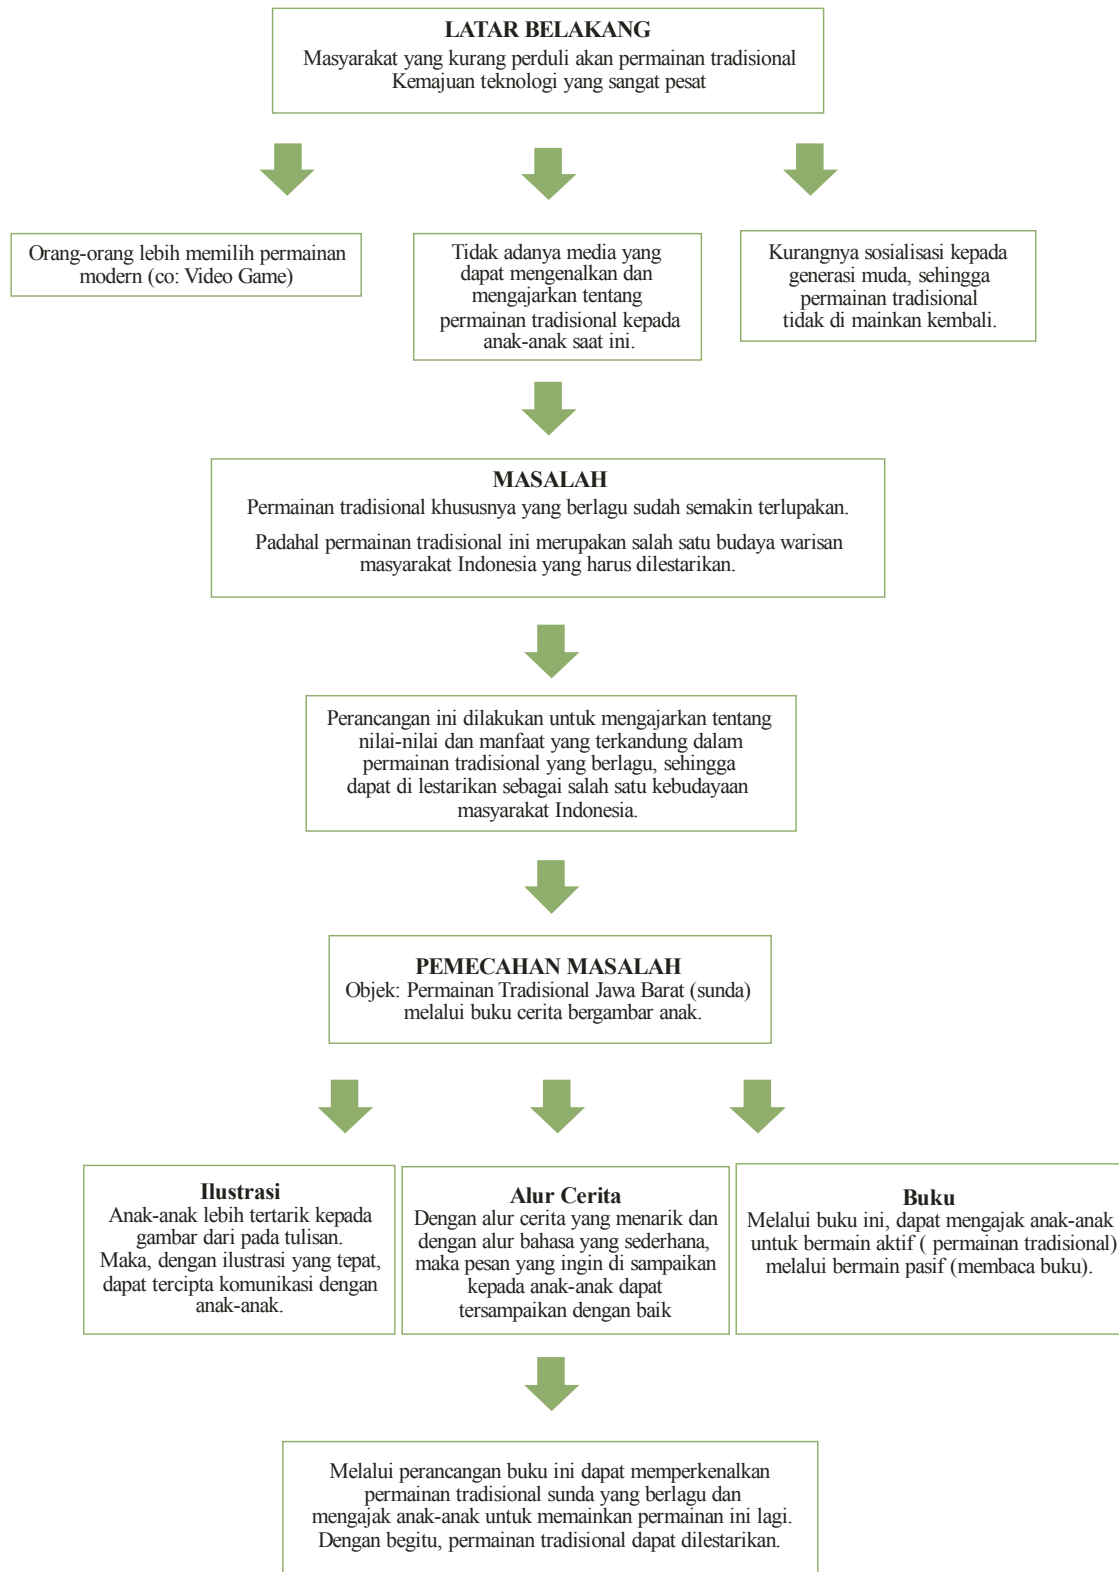 LATAR BELAKANG
Masyarakat yang kurang perduli akan permainan tradisional
Kemajuan teknologi yang sangat pesat
Orang-orang lebih memilih permainan
modern (co: Video Game)
Tidak adanya media yang
dapat mengenalkan dan
mengajarkan tentang
permainan tradisional kepada
anak-anak saat ini.
Kurangnya sosialisasi kepada
generasi muda, sehingga
permainan tradisional
tidak di mainkan kembali.
MASALAH
Permainan tradisional khususnya yang berlagu sudah semakin terlupakan.
Padahal permainan tradisional ini merupakan salah satu budaya warisan
masyarakat Indonesia yang harus dilestarikan.
Perancangan ini dilakukan untuk mengajarkan tentang
nilai-nilai dan manfaat yang terkandung dalam
permainan tradisional yang berlagu, sehingga
dapat di lestarikan sebagai salah satu kebudayaan
masyarakat Indonesia.
PEMECAHAN MASALAH
Objek: Permainan Tradisional Jawa Barat (sunda)
melalui buku cerita bergambar anak.
Ilustrasi
Anak-anak lebih tertarik kepada
gambar dari pada tulisan.
Maka, dengan ilustrasi yang tepat,
dapat tercipta komunikasi dengan
anak-anak.
Alur Cerita
Dengan alur cerita yang menarik dan
dengan alur bahasa yang sederhana,
maka pesan yang ingin di sampaikan
kepada anak-anak dapat
tersampaikan dengan baik
Buku
Melalui buku ini, dapat mengajak anak-anak
untuk bermain aktif ( permainan tradisional)
melalui bermain pasif (membaca buku).
Melalui perancangan buku ini dapat memperkenalkan
permainan tradisional sunda yang berlagu dan
mengajak anak-anak untuk memainkan permainan ini lagi.
Dengan begitu, permainan tradisional dapat dilestarikan.